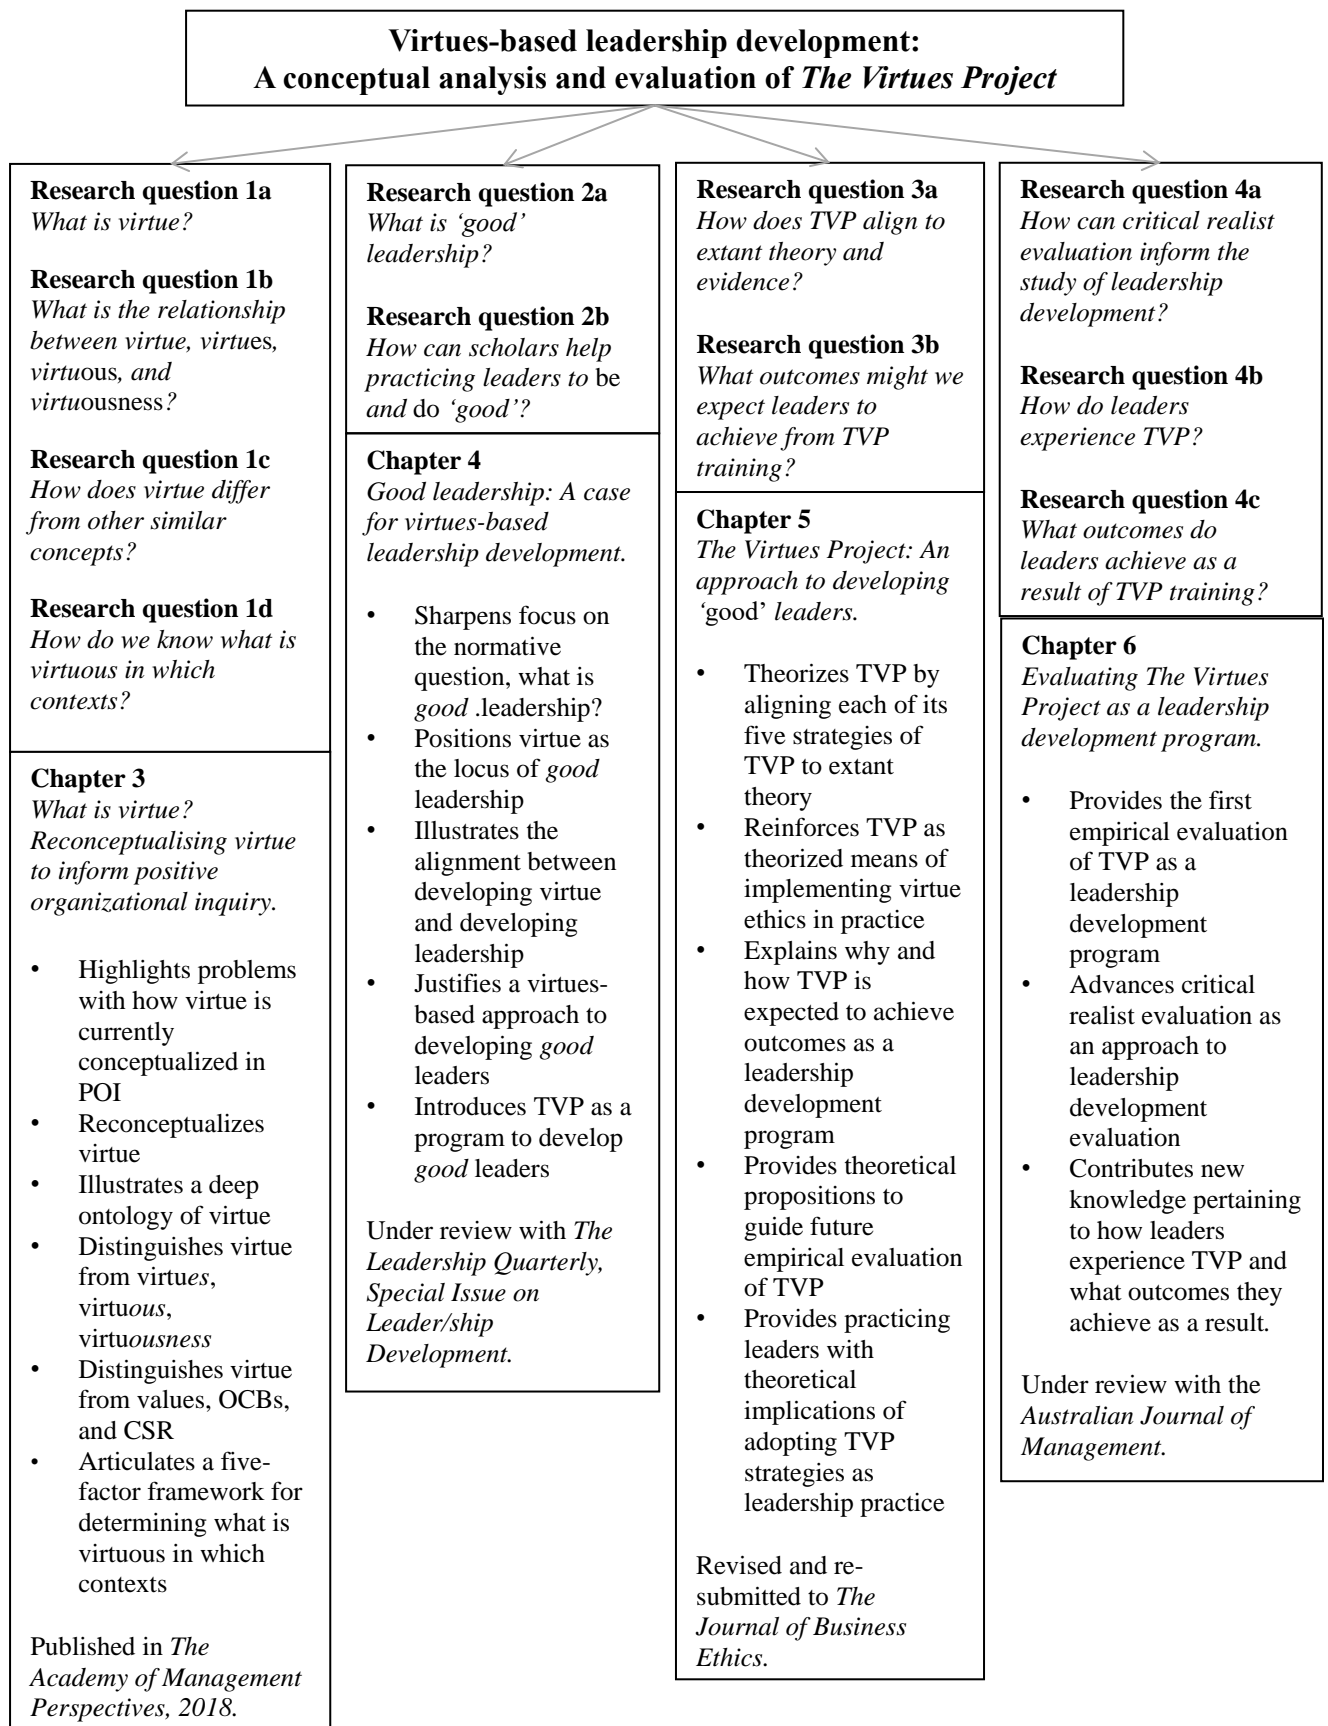 Virtues-based leadership development:
A conceptual analysis and evaluation of The Virtues Project
Research question 1a
What is virtue?
Research question 1b
What is the relationship
between virtue, virtues,
virtuous, and
virtuousness?
Research question 1c
How does virtue differ
from other similar
concepts?
Research question 1d
How do we know what is
virtuous in which
contexts?
Chapter 3
What is virtue?
Reconceptualising virtue
to inform positive
organizational inquiry.
• Highlights problems
with how virtue is
currently
conceptualized in
POI
• Reconceptualizes
virtue
• Illustrates a deep
ontology of virtue
• Distinguishes virtue
from virtues,
virtuous,
virtuousness
• Distinguishes virtue
from values, OCBs,
and CSR
• Articulates a five-
factor framework for
determining what is
virtuous in which
contexts
Published in The
Academy of Management
Perspectives, 2018.
Research question 2a
What is ‘good’
leadership?
Research question 2b
How can scholars help
practicing leaders to be
and do ‘good’?
Chapter 4
Good leadership: A case
for virtues-based
leadership development.
• Sharpens focus on
the normative
question, what is
good .leadership?
• Positions virtue as
the locus of good
leadership
• Illustrates the
alignment between
developing virtue
and developing
leadership
• Justifies a virtues-
based approach to
developing good
leaders
• Introduces TVP as a
program to develop
good leaders
Under review with The
Leadership Quarterly,
Special Issue on
Leader/ship
Development.
Research question 3a
How does TVP align to
extant theory and
evidence?
Research question 3b
What outcomes might we
expect leaders to
achieve from TVP
training?
Chapter 5
The Virtues Project: An
approach to developing
‘good’ leaders.
• Theorizes TVP by
aligning each of its
five strategies of
TVP to extant
theory
• Reinforces TVP as
theorized means of
implementing virtue
ethics in practice
• Explains why and
how TVP is
expected to achieve
outcomes as a
leadership
development
program
• Provides theoretical
propositions to
guide future
empirical evaluation
of TVP
• Provides practicing
leaders with
theoretical
implications of
adopting TVP
strategies as
leadership practice
Revised and re-
submitted to The
Journal of Business
Ethics.
Research question 4a
How can critical realist
evaluation inform the
study of leadership
development?
Research question 4b
How do leaders
experience TVP?
Research question 4c
What outcomes do
leaders achieve as a
result of TVP training?
Chapter 6
Evaluating The Virtues
Project as a leadership
development program.
• Provides the first
empirical evaluation
of TVP as a
leadership
development
program
• Advances critical
realist evaluation as
an approach to
leadership
development
evaluation
• Contributes new
knowledge pertaining
to how leaders
experience TVP and
what outcomes they
achieve as a result.
Under review with the
Australian Journal of
Management.